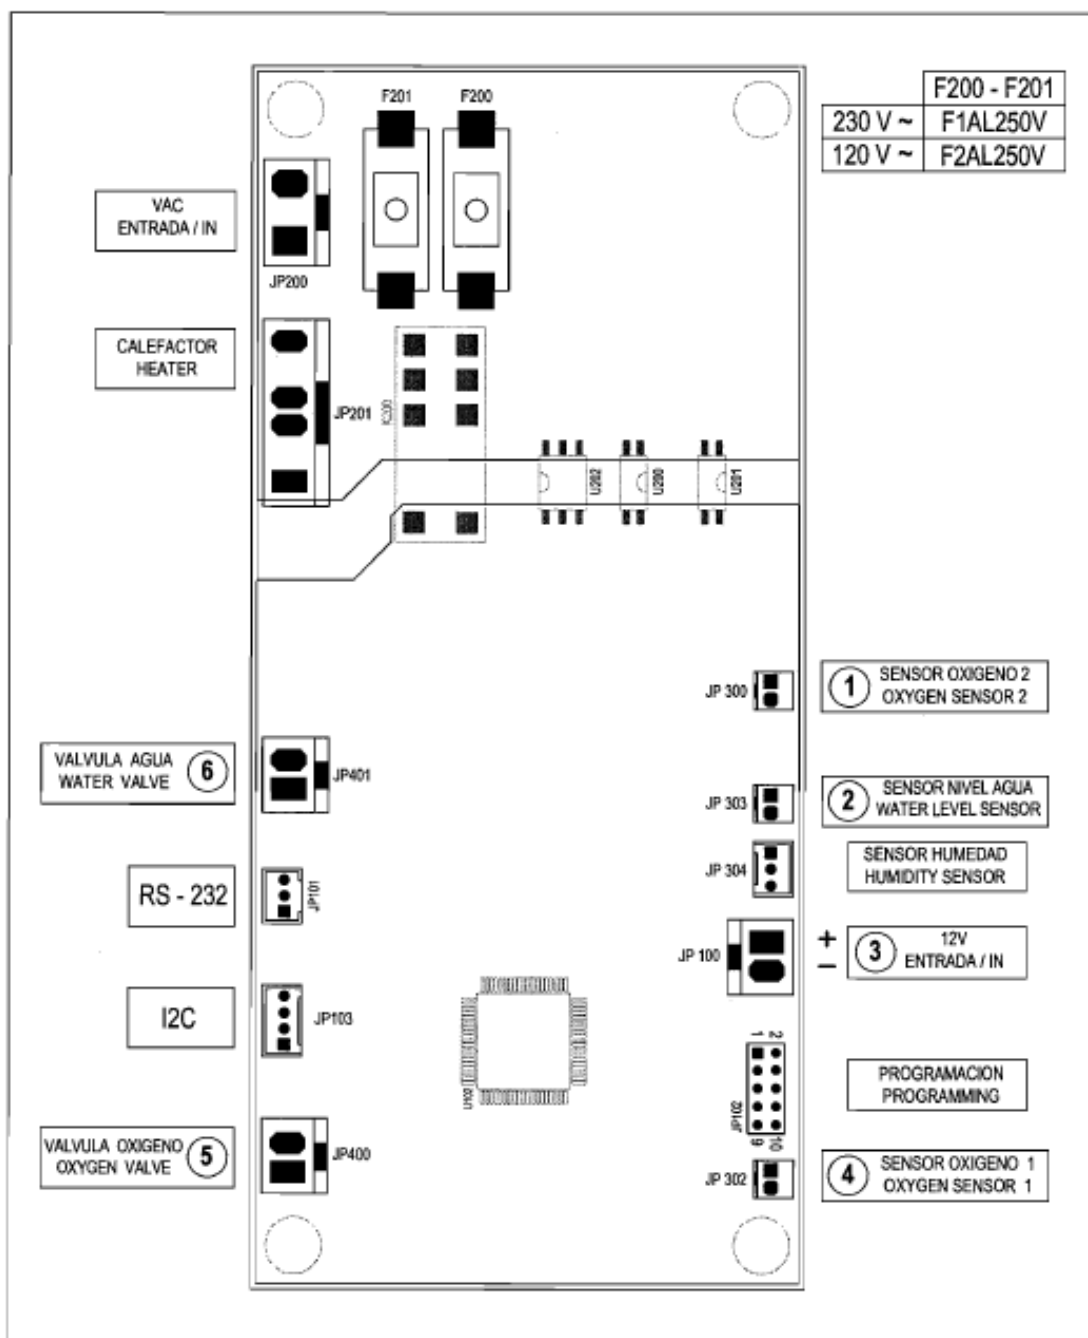 F201 F200
F200 - F201
230 V ~ F1AL250V
120 V ~ F2AL250V
VAC
ENTRADA / IN
JP200
CALEFACTOR
HEATER
JP201
K200
U202
U200
U201
JP 300
1
SENSOR OXIGENO 2
OXYGEN SENSOR 2
VALVULA AGUA
WATER VALVE
6
JP401
JP 303
2
SENSOR NIVEL AGUA
WATER LEVEL SENSOR
JP 304
SENSOR HUMEDAD
HUMIDITY SENSOR
RS - 232
JP101
JP 100
+
−
3
12V
ENTRADA / IN
I2C
JP103
U102
1 2
JP102
9 10
PROGRAMACION
PROGRAMMING
VALVULA OXIGENO
OXYGEN VALVE
5
JP400
JP 302
4
SENSOR OXIGENO 1
OXYGEN SENSOR 1